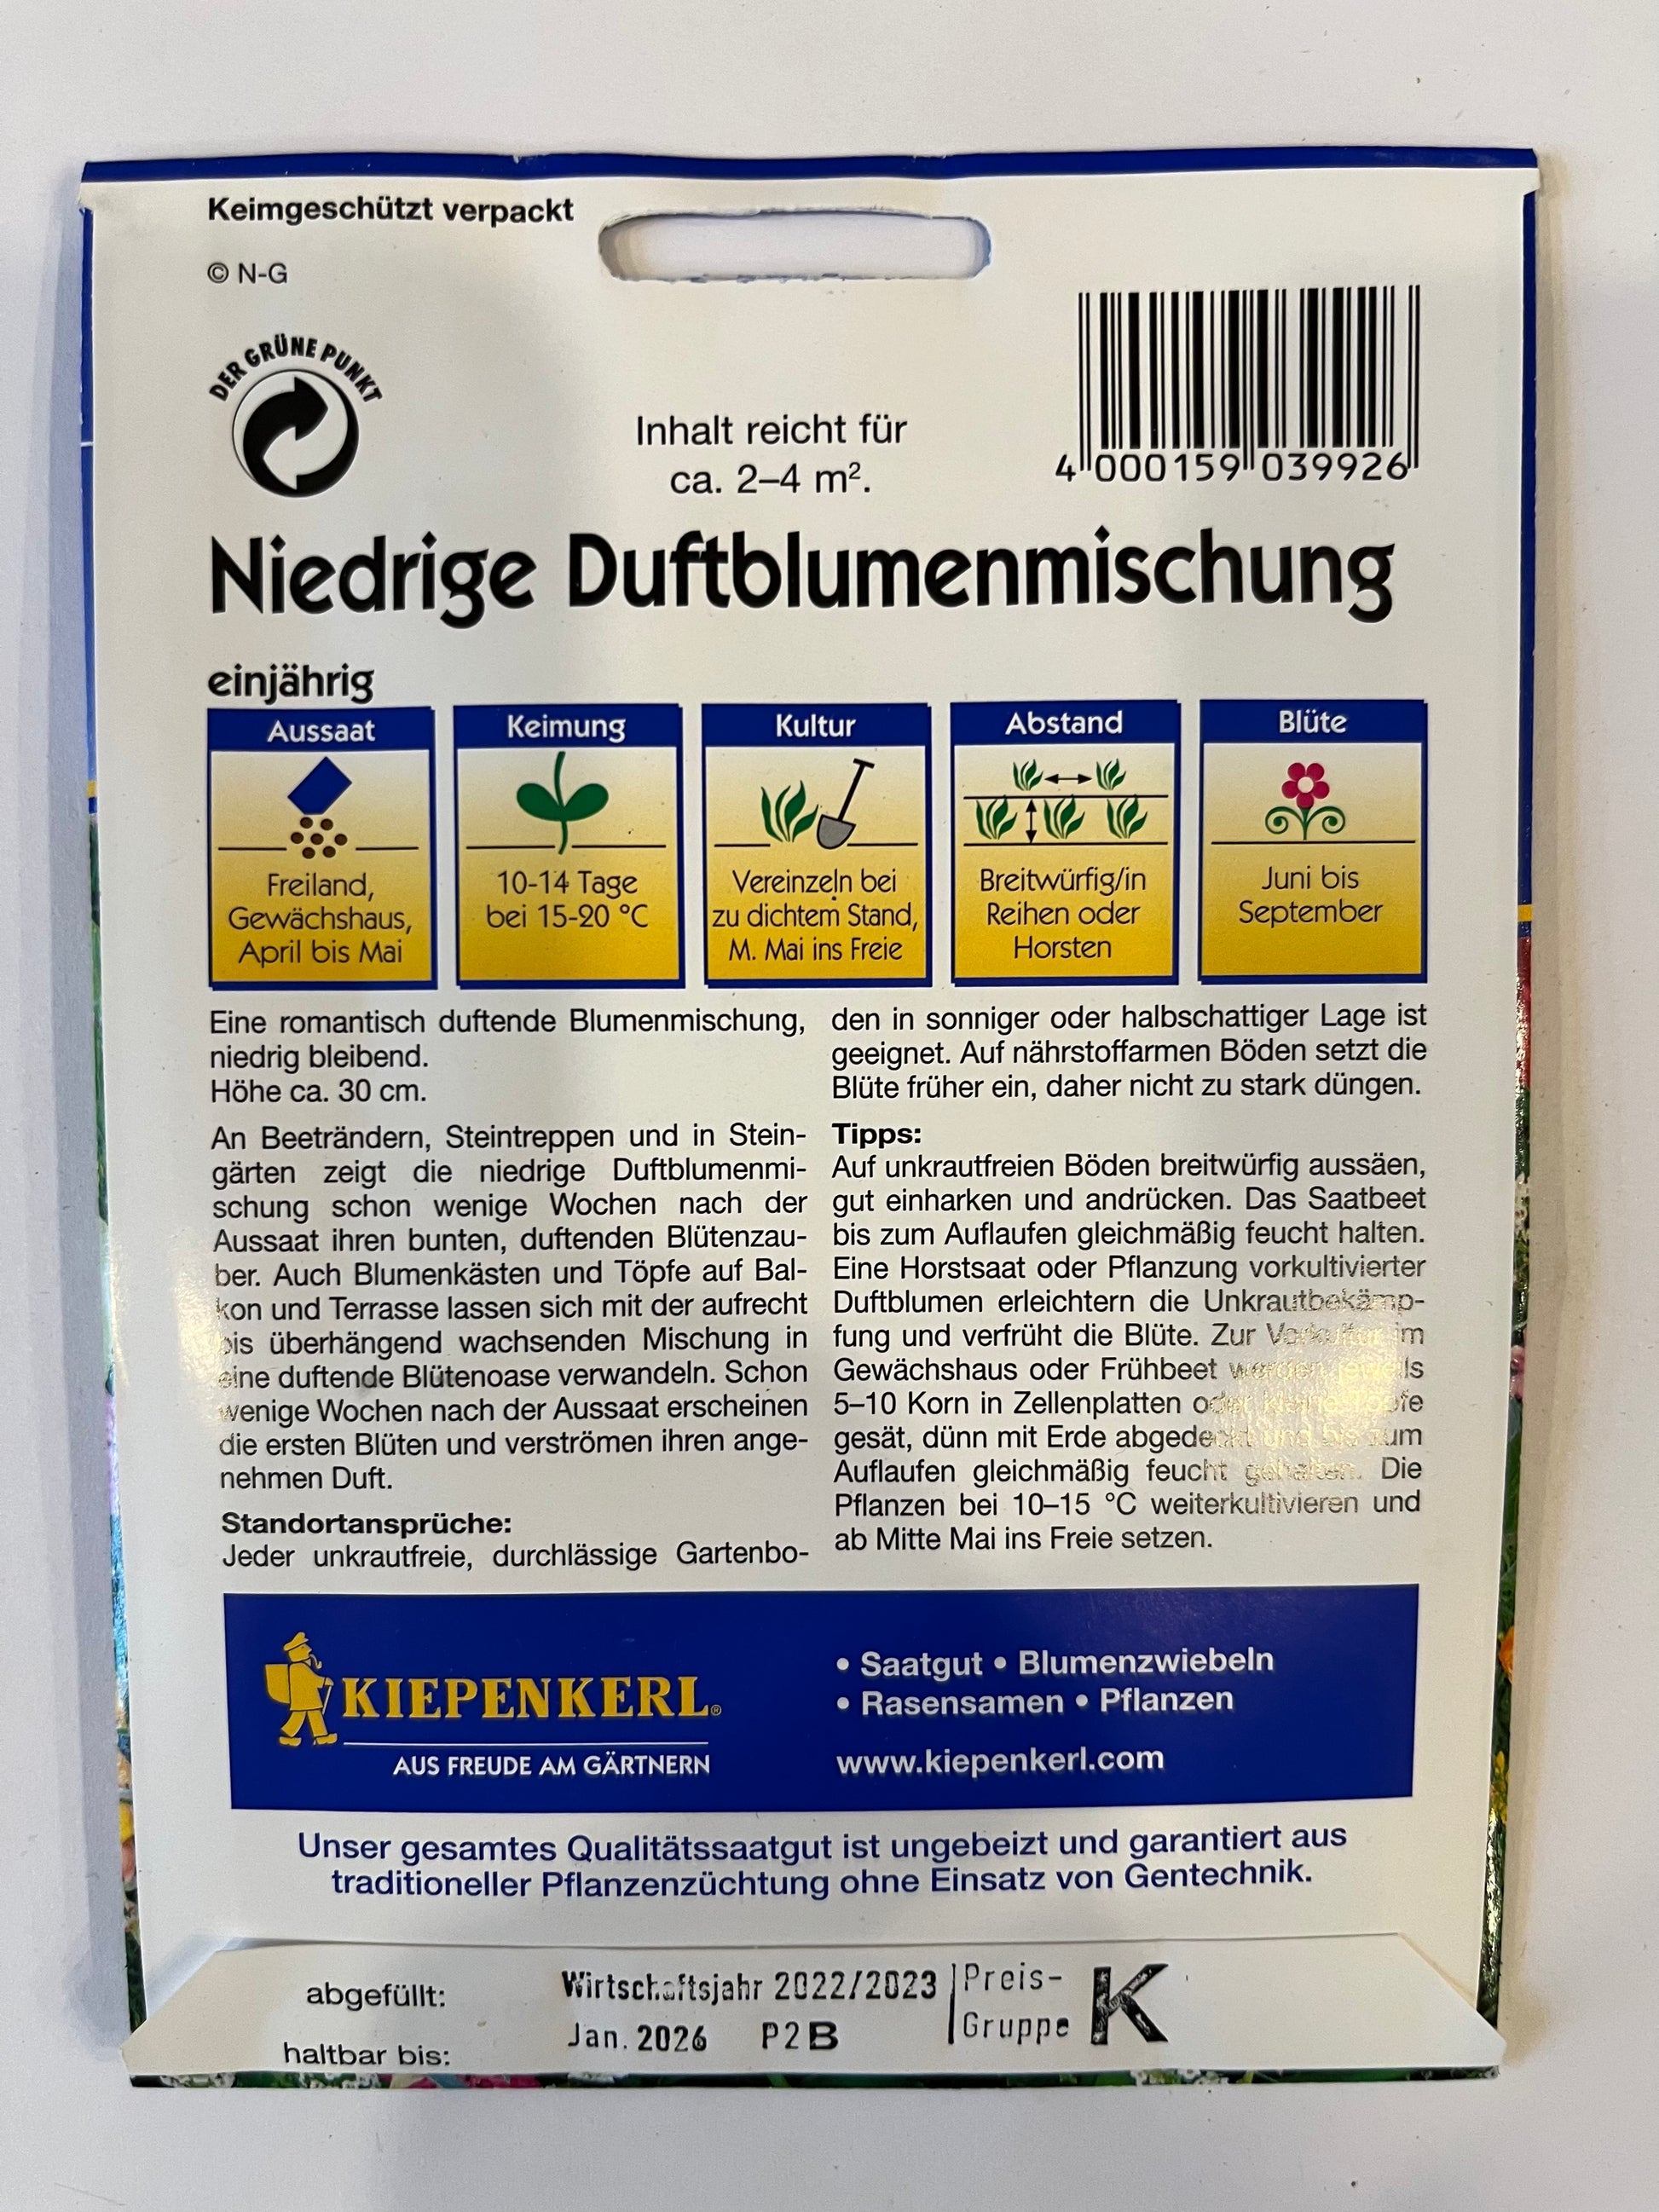 Keimgeschützt verpackt
© N-G
DER GRÜNE PUNKT
Inhalt reicht für
ca. 2–4 m².
4 000159 039926
Niedrige Duftblumenmischung
einjährig
Aussaat
Freiland,
Gewächshaus,
April bis Mai
Keimung
10-14 Tage
bei 15-20 °C
Kultur
Vereinzeln bei
zu dichtem Stand,
M. Mai ins Freie
Abstand
Breitwürfig/in
Reihen oder
Horsten
Blüte
Juni bis
September
Eine romantisch duftende Blumenmischung,
niedrig bleibend.
Höhe ca. 30 cm.
An Beeträndern, Steintreppen und in Stein-
gärten zeigt die niedrige Duftblumenmi-
schung schon wenige Wochen nach der
Aussaat ihren bunten, duftenden Blütenzau-
ber. Auch Blumenkästen und Töpfe auf Bal-
kon und Terrasse lassen sich mit der aufrecht
bis überhängend wachsenden Mischung in
eine duftende Blütenoase verwandeln. Schon
wenige Wochen nach der Aussaat erscheinen
die ersten Blüten und verströmen ihren ange-
nehmen Duft.
Standortansprüche:
Jeder unkrautfreie, durchlässige Gartenbo-
den in sonniger oder halbschattiger Lage ist
geeignet. Auf nährstoffarmen Böden setzt die
Blüte früher ein, daher nicht zu stark düngen.
Tipps:
Auf unkrautfreien Böden breitwürfig aussäen,
gut einharken und andrücken. Das Saatbeet
bis zum Auflaufen gleichmäßig feucht halten.
Eine Horstsaat oder Pflanzung vorkultivierter
Duftblumen erleichtern die Unkrautbekämp-
fung und verfrüht die Blüte. Zur Vorkultur im
Gewächshaus oder Frühbeet werden jeweils
5–10 Korn in Zellenplatten oder kleine Töpfe
gesät, dünn mit Erde abgedeckt und bis zum
Auflaufen gleichmäßig feucht gehalten. Die
Pflanzen bei 10–15 °C weiterkultivieren und
ab Mitte Mai ins Freie setzen.
KIEPENKERL®
AUS FREUDE AM GÄRTNERN
• Saatgut • Blumenzwiebeln
• Rasensamen • Pflanzen
www.kiepenkerl.com
Unser gesamtes Qualitätssaatgut ist ungebeizt und garantiert aus
traditioneller Pflanzenzüchtung ohne Einsatz von Gentechnik.
abgefüllt: Wirtschaftsjahr 2022/2023
haltbar bis: Jan. 2026 P2B
Preis-
Gruppe K